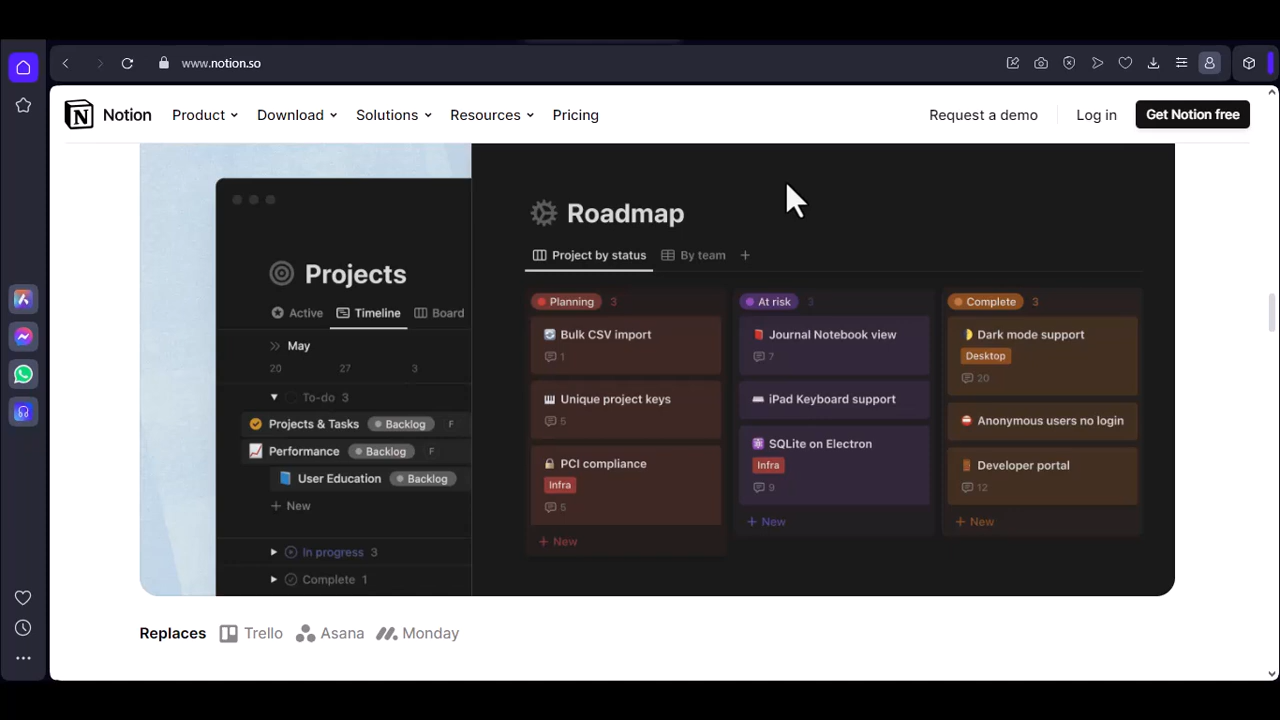 www.notion.so
Notion Product Download Solutions Resources Pricing Request a demo Log in Get Notion free
Projects
Active Timeline Board
May
20 27 3
To-do 3
Projects & Tasks Backlog F
Performance Backlog F
User Education Backlog
+ New
In progress 3
Complete 1
Roadmap
Project by status By team +
Planning 3
Bulk CSV import
1
Unique project keys
5
PCI compliance
Infra
5
+ New
At risk 3
Journal Notebook view
7
iPad Keyboard support
SQLite on Electron
Infra
9
+ New
Complete 3
Dark mode support
Desktop
20
Anonymous users no login
Developer portal
12
+ New
Replaces Trello Asana Monday